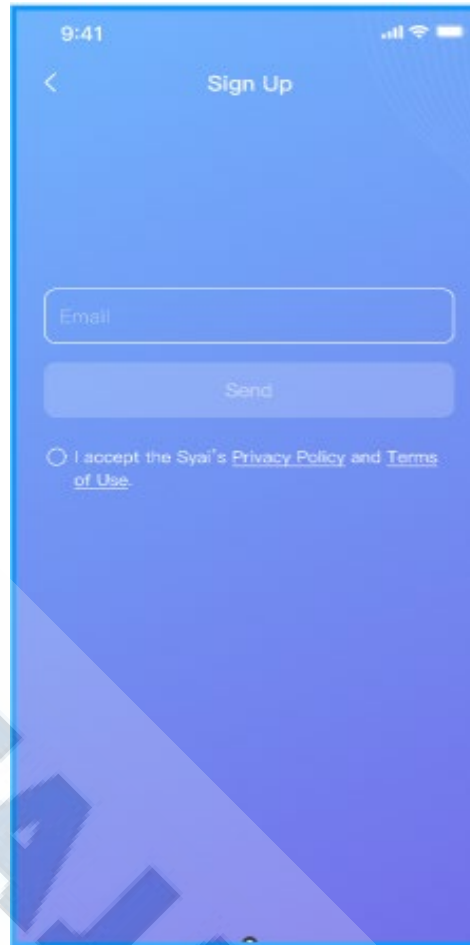 9:41
Sign Up
Email
Send
I accept the Syai's Privacy Policy and Terms
of Use.